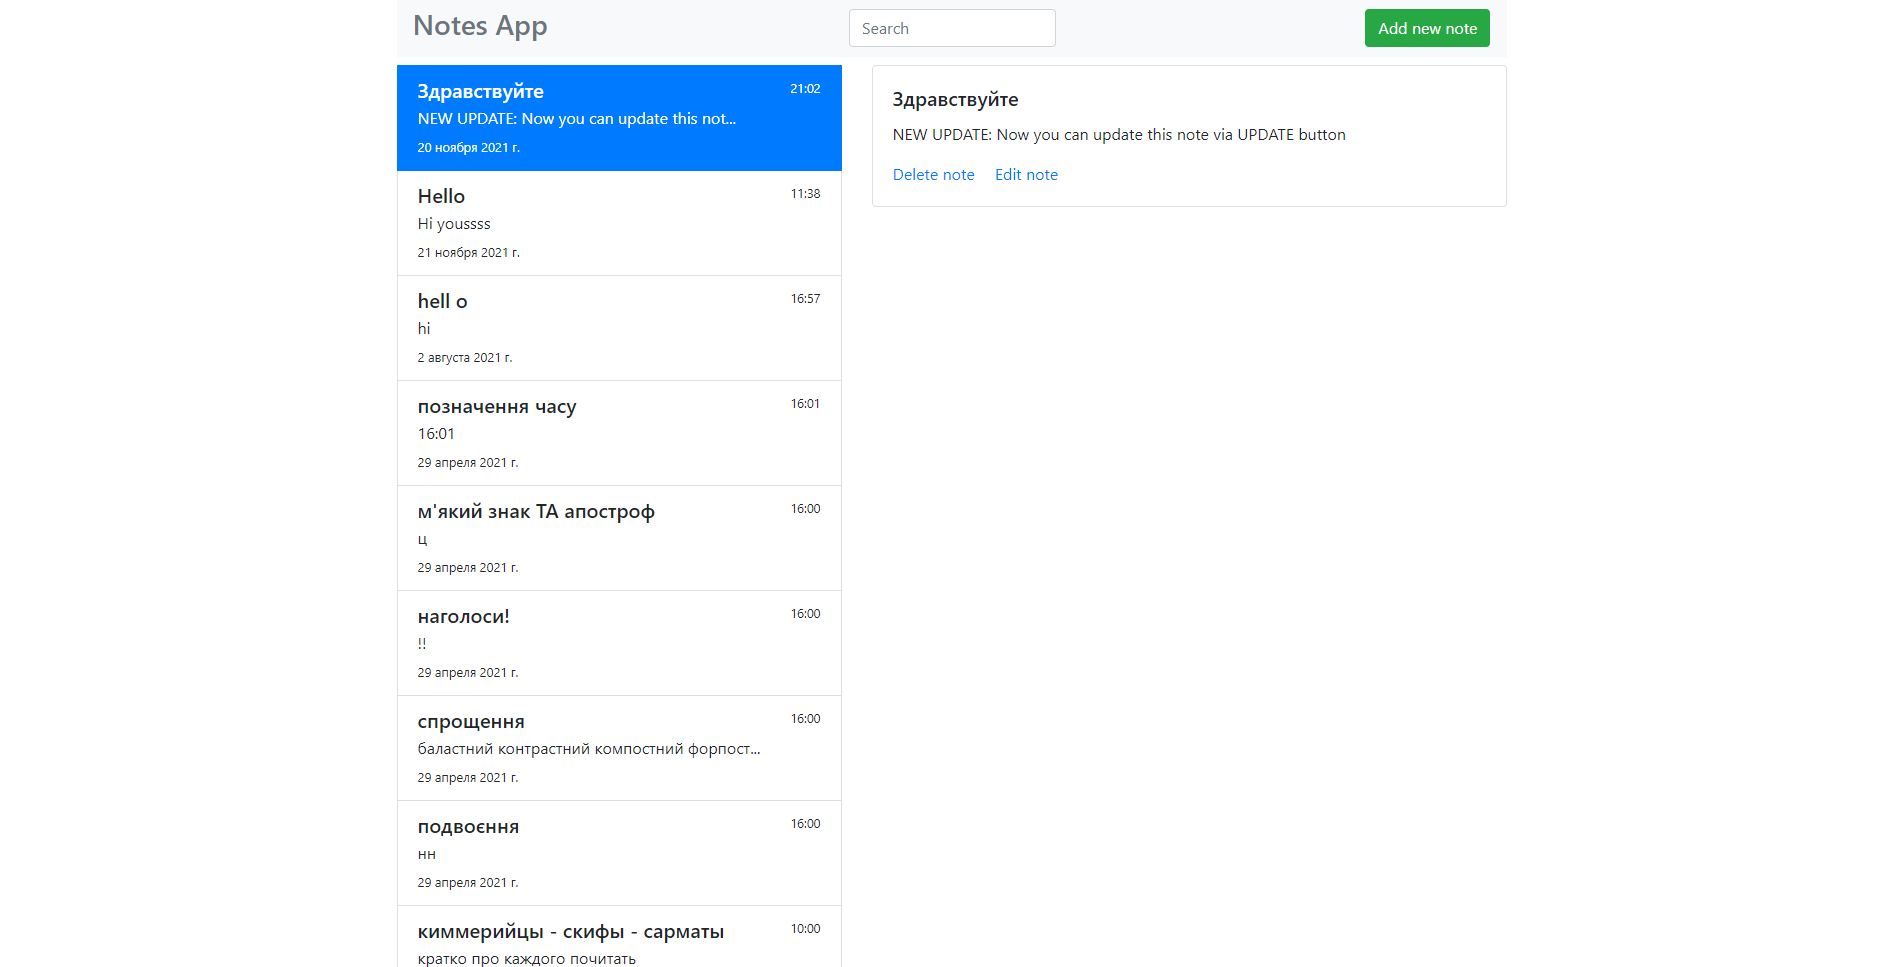 Notes App
Search
Add new note
Здравствуйте
21:02
NEW UPDATE: Now you can update this not...
20 ноября 2021 г.
Hello
11:38
Hi youssss
21 ноября 2021 г.
hell o
16:57
hi
2 августа 2021 г.
позначення часу
16:01
16:01
29 апреля 2021 г.
м'який знак ТА апостроф
16:00
ц
29 апреля 2021 г.
наголоси!
16:00
!!
29 апреля 2021 г.
спрощення
16:00
баластний контрастний компостний форпост...
29 апреля 2021 г.
подвоєння
16:00
нн
29 апреля 2021 г.
киммерийцы - скифы - сарматы
10:00
кратко про каждого почитать
Здравствуйте
NEW UPDATE: Now you can update this note via UPDATE button
Delete note Edit note